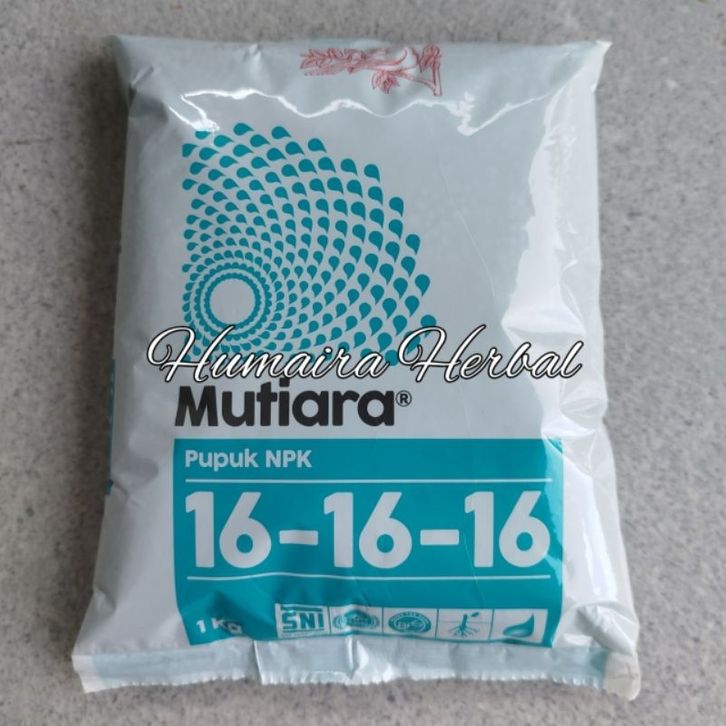 Humaira Herbal
Mutiara®
Pupuk NPK
16-16-16
1 Kg
SNI